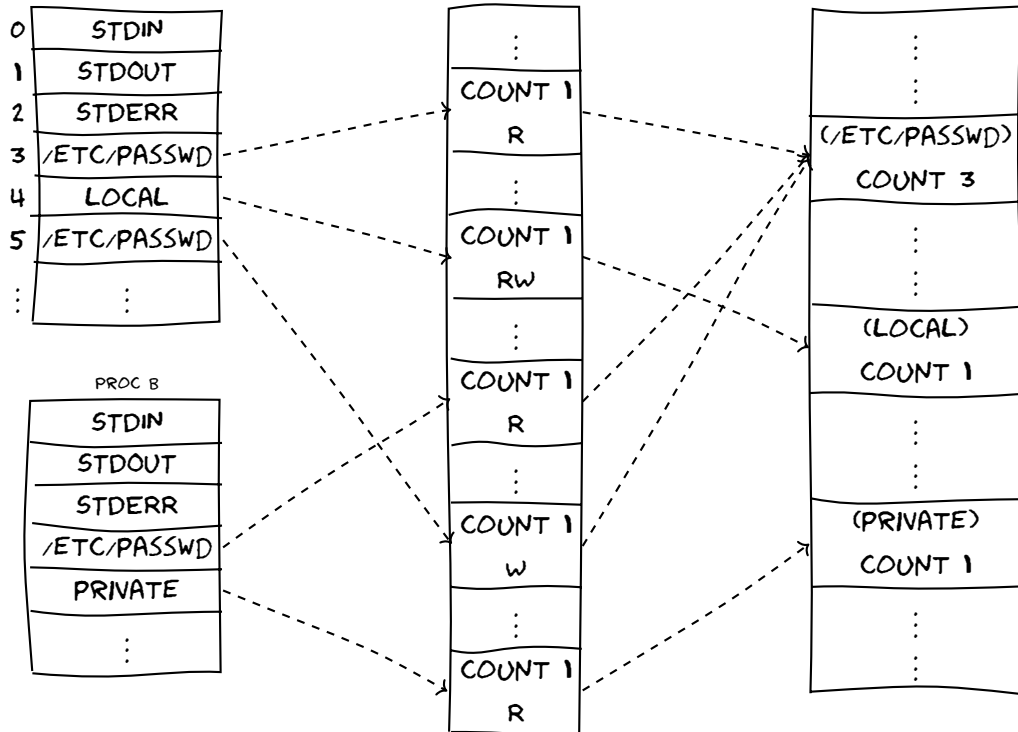 0 STDIN
1 STDOUT
2 STDERR
3 /ETC/PASSWD
4 LOCAL
5 /ETC/PASSWD
⋮ ⋮
PROC B
STDIN
STDOUT
STDERR
/ETC/PASSWD
PRIVATE
⋮
⋮
COUNT 1
R
⋮
COUNT 1
RW
⋮
COUNT 1
R
⋮
COUNT 1
W
⋮
COUNT 1
R
⋮
⋮
(/ETC/PASSWD)
COUNT 3
⋮
⋮
(LOCAL)
COUNT 1
⋮
⋮
(PRIVATE)
COUNT 1
⋮
⋮